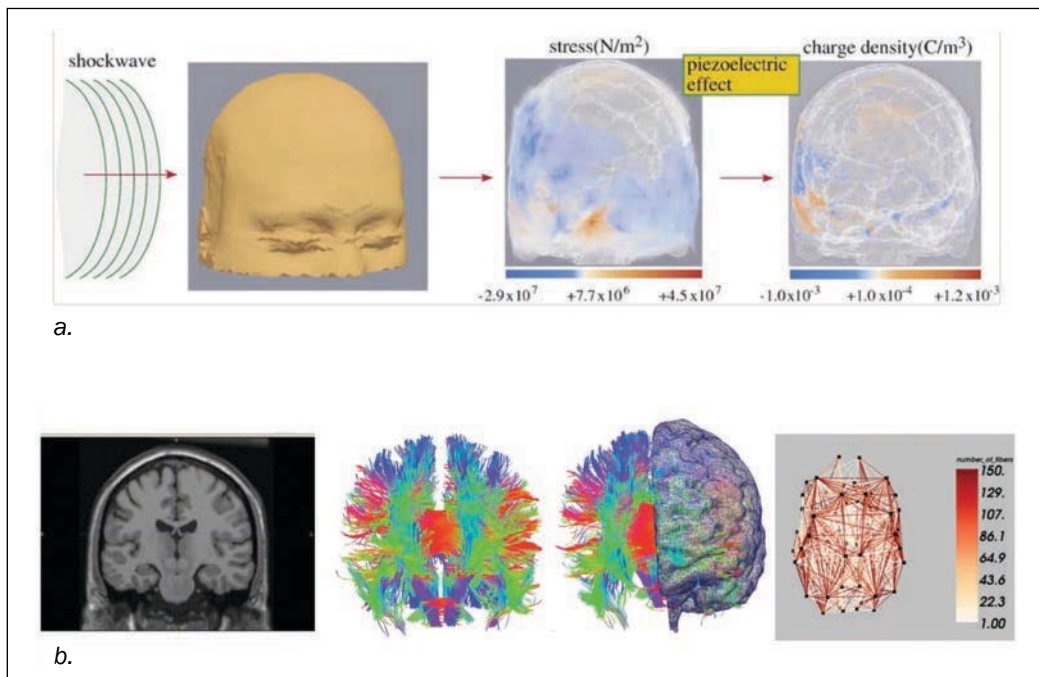 shockwave
stress(N/m²)
piezoelectric
effect
charge density(C/m³)
-2.9x10⁷ +7.7x10⁶ +4.5x10⁷
-1.0x10⁻³ +1.0x10⁻⁴ +1.2x10⁻³
a.
number_of_fibers
150.
129.
107.
86.1
64.9
43.6
22.3
1.00
b.